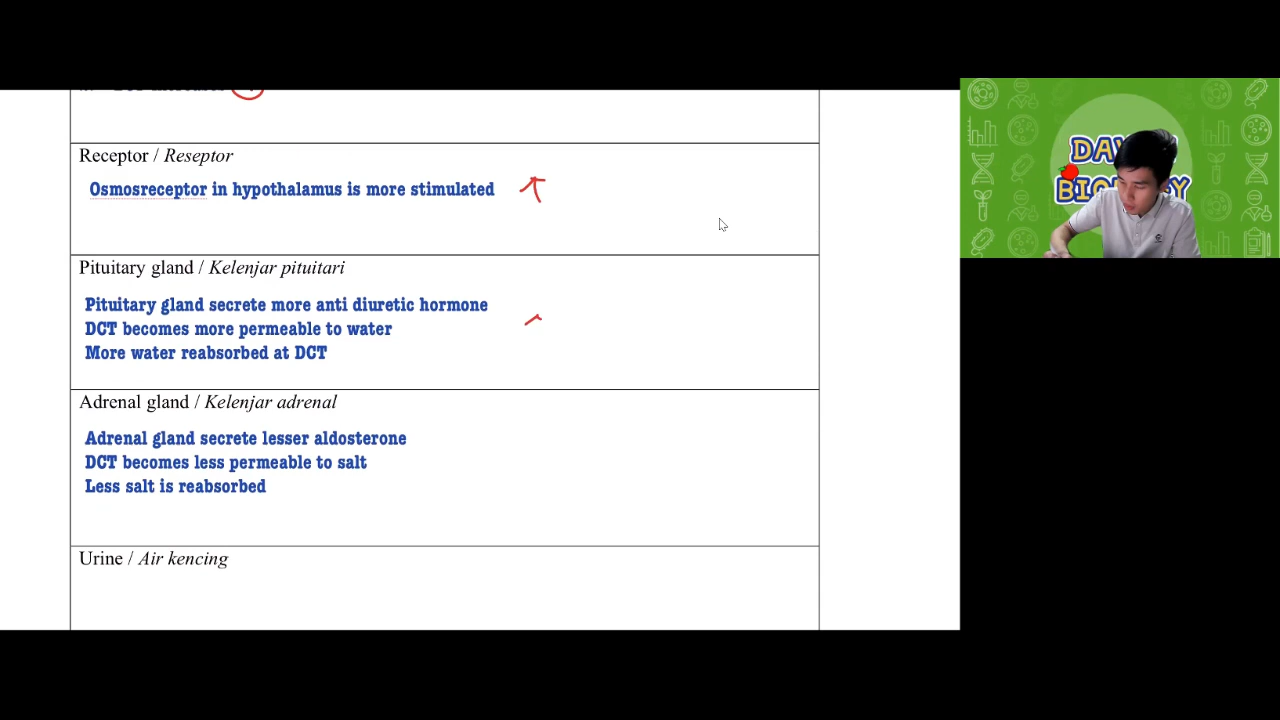 Receptor / Reseptor
Osmosreceptor in hypothalamus is more stimulated
Pituitary gland / Kelenjar pituitari
Pituitary gland secrete more anti diuretic hormone
DCT becomes more permeable to water
More water reabsorbed at DCT
Adrenal gland / Kelenjar adrenal
Adrenal gland secrete lesser aldosterone
DCT becomes less permeable to salt
Less salt is reabsorbed
Urine / Air kencing